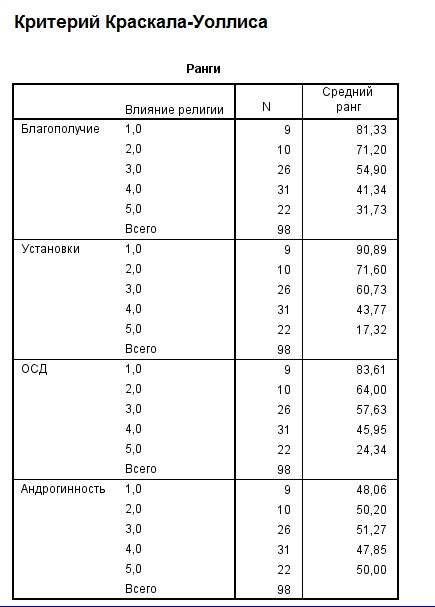 Критерий Краскала-Уоллиса
Ранги
Влияние религии N Средний ранг
Благополучие 1,0 9 81,33
2,0 10 71,20
3,0 26 54,90
4,0 31 41,34
5,0 22 31,73
Всего 98
Установки 1,0 9 90,89
2,0 10 71,60
3,0 26 60,73
4,0 31 43,77
5,0 22 17,32
Всего 98
ОСД 1,0 9 83,61
2,0 10 64,00
3,0 26 57,63
4,0 31 45,95
5,0 22 24,34
Всего 98
Андрогинность 1,0 9 48,06
2,0 10 50,20
3,0 26 51,27
4,0 31 47,85
5,0 22 50,00
Всего 98